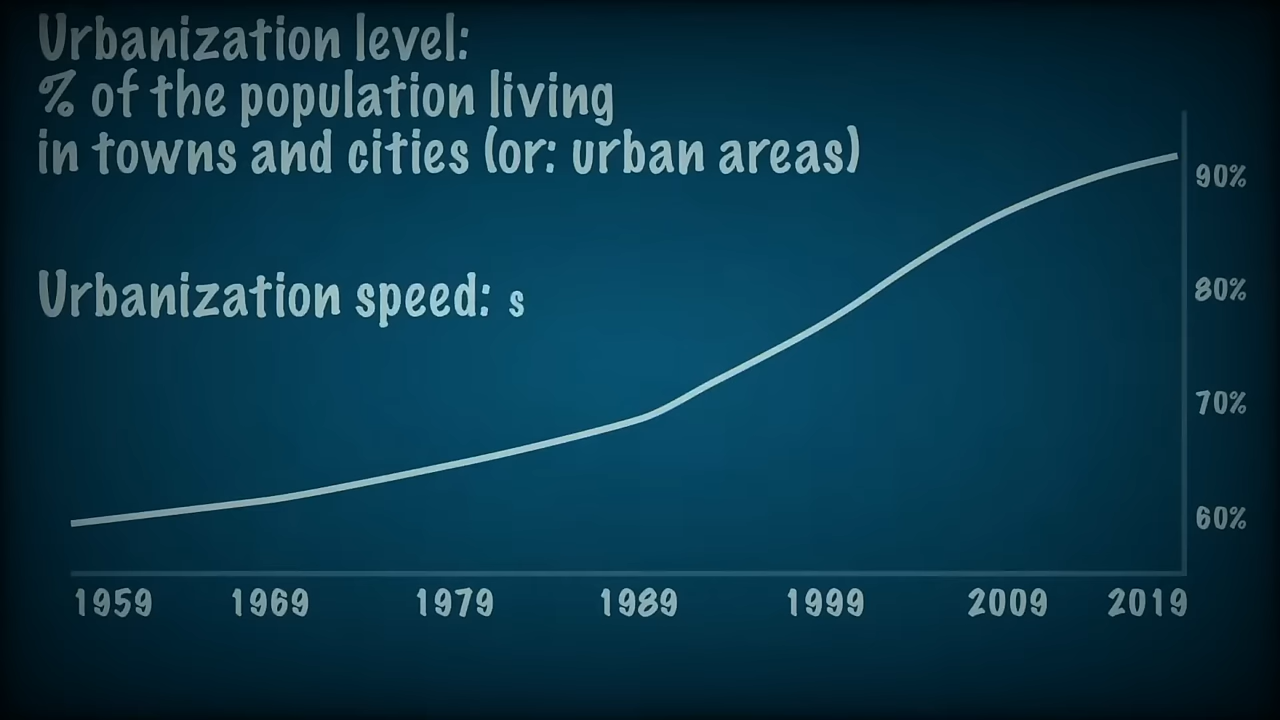 Urbanization level:
% of the population living
in towns and cities (or: urban areas)
90%
Urbanization speed: s
80%
70%
60%
1959 1969 1979 1989 1999 2009 2019